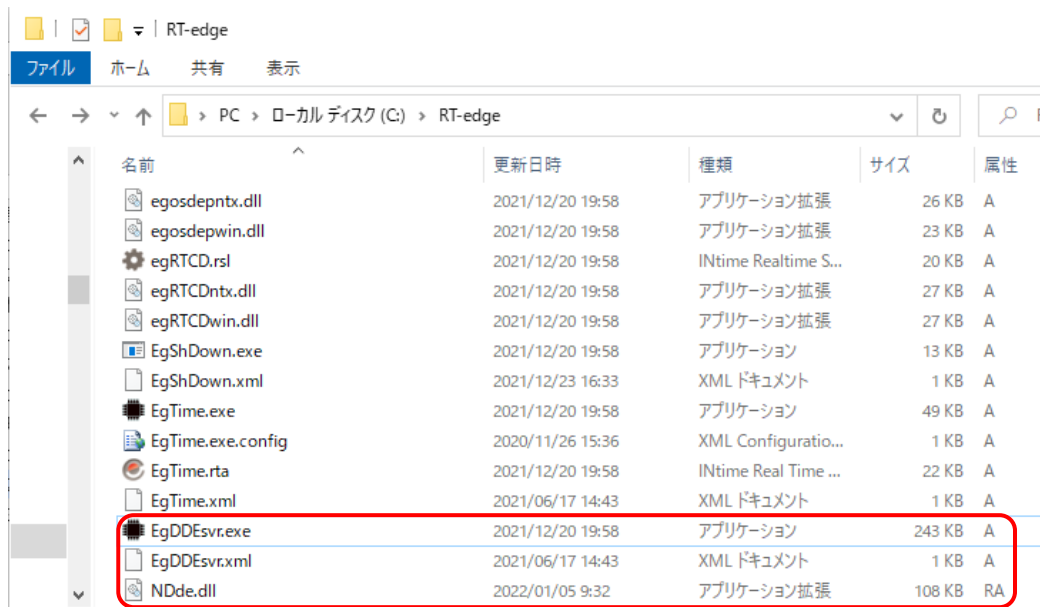 RT-edge
ファイル ホーム 共有 表示
PC › ローカル ディスク (C:) › RT-edge
名前 更新日時 種類 サイズ 属性
egosdepntx.dll 2021/12/20 19:58 アプリケーション拡張 26 KB A
egosdepwin.dll 2021/12/20 19:58 アプリケーション拡張 23 KB A
egRTCD.rsl 2021/12/20 19:58 INtime Realtime S... 20 KB A
egRTCDntx.dll 2021/12/20 19:58 アプリケーション拡張 27 KB A
egRTCDwin.dll 2021/12/20 19:58 アプリケーション拡張 27 KB A
EgShDown.exe 2021/12/20 19:58 アプリケーション 13 KB A
EgShDown.xml 2021/12/23 16:33 XML ドキュメント 1 KB A
EgTime.exe 2021/12/20 19:58 アプリケーション 49 KB A
EgTime.exe.config 2020/11/26 15:36 XML Configuratio... 1 KB A
EgTime.rta 2021/12/20 19:58 INtime Real Time ... 22 KB A
EgTime.xml 2021/06/17 14:43 XML ドキュメント 1 KB A
EgDDEsvr.exe 2021/12/20 19:58 アプリケーション 243 KB A
EgDDEsvr.xml 2021/06/17 14:43 XML ドキュメント 1 KB A
NDde.dll 2022/01/05 9:32 アプリケーション拡張 108 KB RA